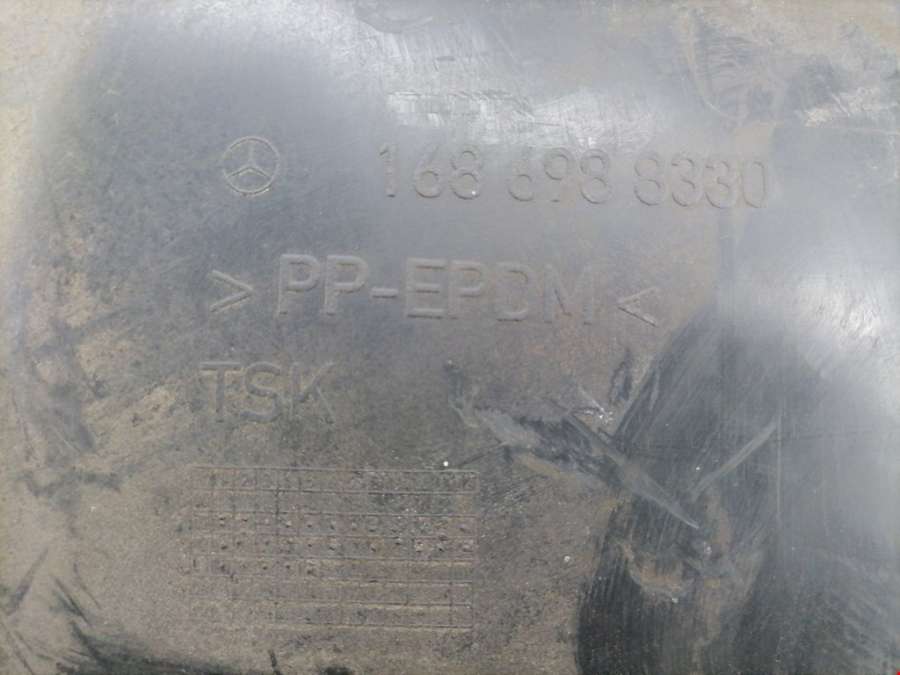 168 698 8330
> PP-EPDM <
TSK